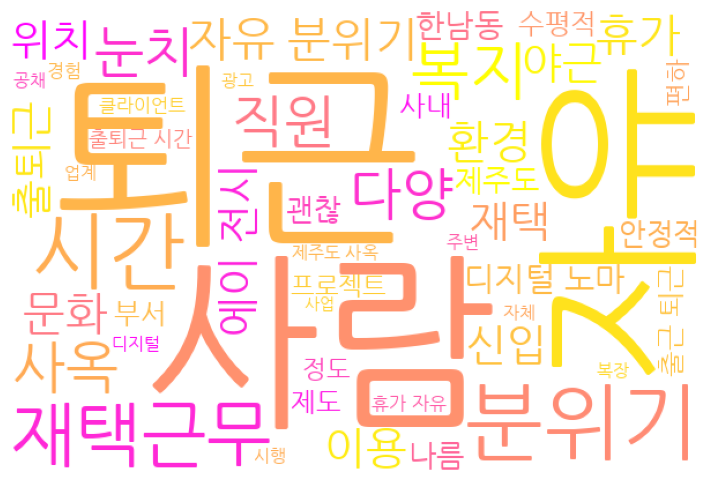 위치
눈치
자유 분위기
한남동
수평적
휴가
공채
경험
광고
복지
야근
편하
클라이언트
퇴근
직원
사내
자유
출퇴근
출퇴근 시간
환경
업계
전시
괜찮
다양
제주도
재택
안정적
시간
제주도 사옥
주변
에이
문화
부서
프로젝트
디지털 노마
출근 퇴근
사업
자체
디지털
사람
신입
사옥
정도
복장
제도
휴가 자유
분위기
재택근무
이용
나름
시행